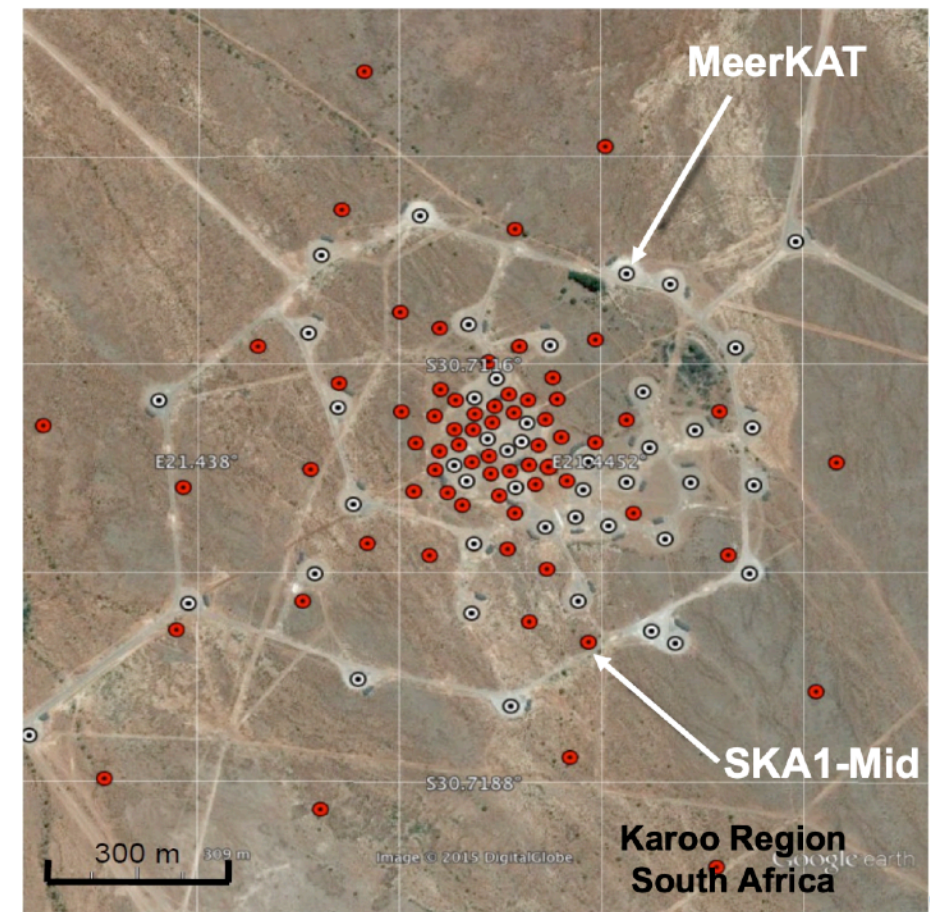 MeerKAT
S30.7116°
E21.438°
E21.4452°
SKA1-Mid
S30.7188°
300 m
309 m
Image © 2015 DigitalGlobe
Karoo Region
South Africa
Google earth